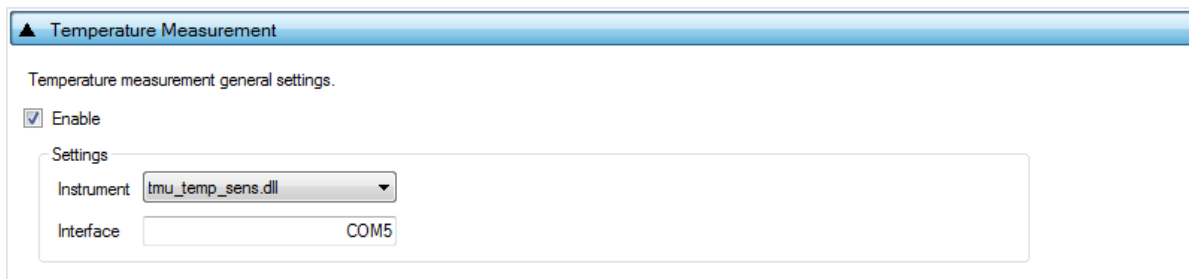 Temperature Measurement
Temperature measurement general settings.
Enable
Settings
Instrument tmu_temp_sens.dll
Interface COM5